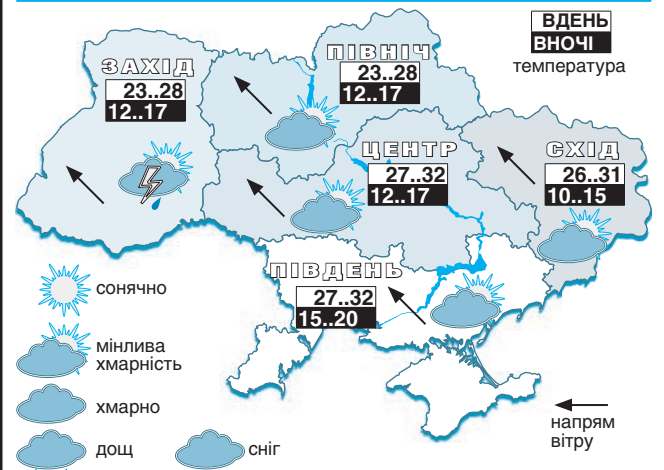 ВДЕНЬ
ВНОЧІ
температура
ПІВНІЧ
23..28
12..17
ЗАХІД
23..28
12..17
ЦЕНТР
27..32
12..17
СХІД
26..31
10..15
ПІВДЕНЬ
27..32
15..20
сонячно
мінлива
хмарність
хмарно
дощ
сніг
напрям
вітру